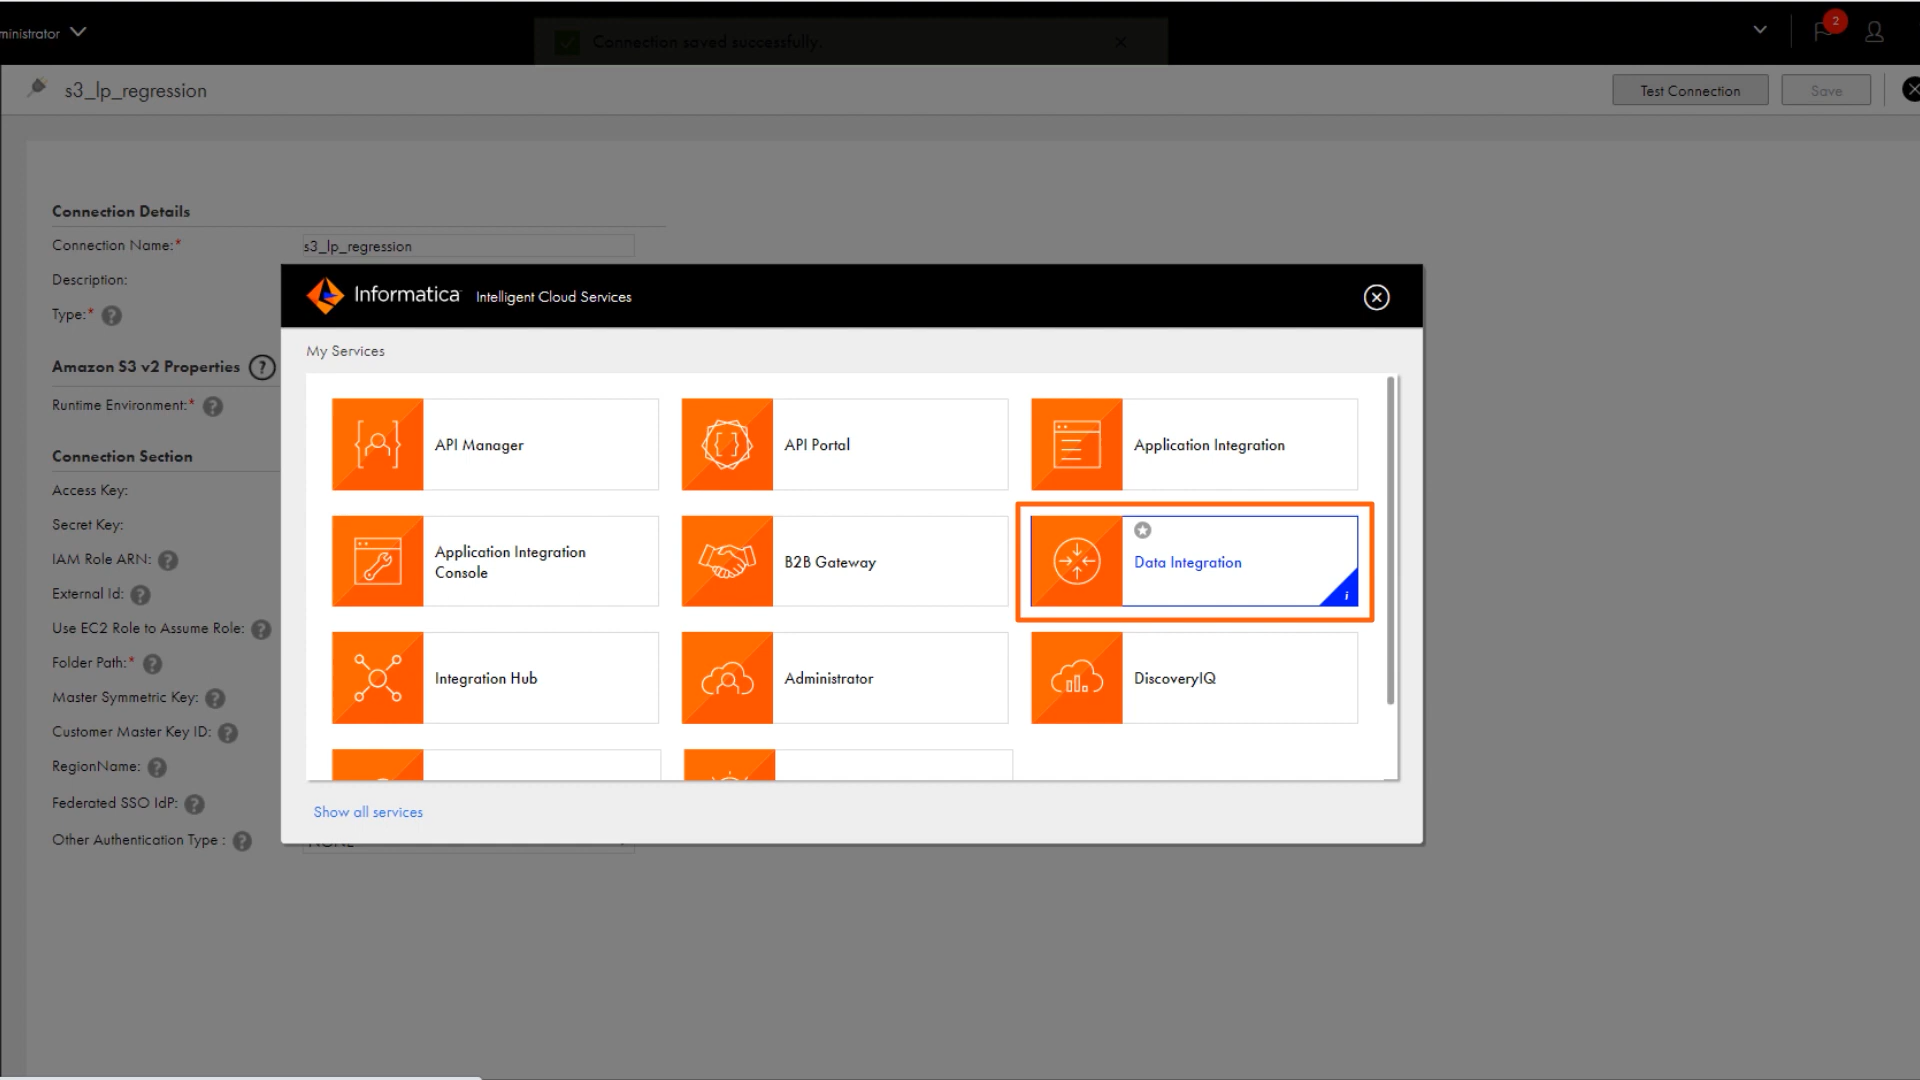 ministrator
Connection saved successfully.
2
s3_lp_regression
Test Connection
Save
Connection Details
Connection Name:*
s3_lp_regression
Description:
Type:* ?
Amazon S3 v2 Properties ?
Runtime Environment:* ?
Connection Section
Access Key:
Secret Key:
IAM Role ARN: ?
External Id: ?
Use EC2 Role to Assume Role: ?
Folder Path:* ?
Master Symmetric Key: ?
Customer Master Key ID: ?
RegionName: ?
Federated SSO IdP: ?
Other Authentication Type : ?
Informatica Intelligent Cloud Services
My Services
API Manager
API Portal
Application Integration
Application Integration
Console
B2B Gateway
Data Integration
i
Integration Hub
Administrator
DiscoveryIQ
Show all services